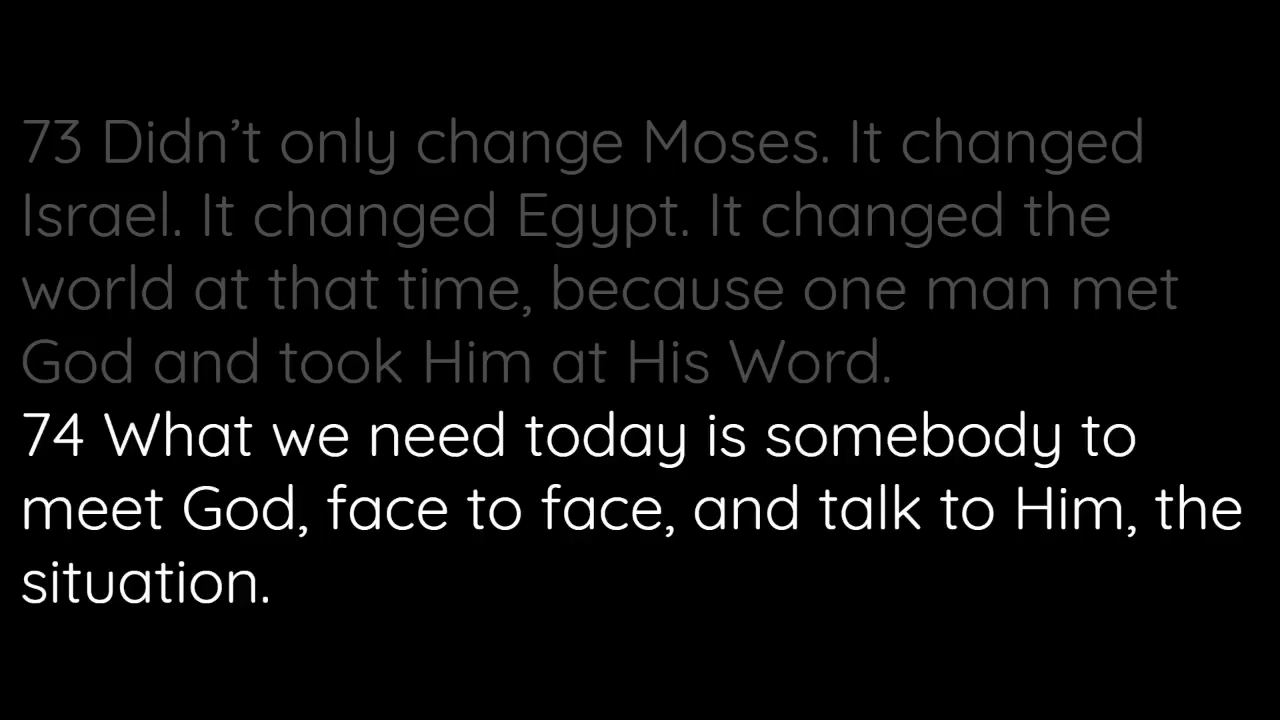 73 Didn’t only change Moses. It changed
Israel. It changed Egypt. It changed the
world at that time, because one man met
God and took Him at His Word.
74 What we need today is somebody to
meet God, face to face, and talk to Him, the
situation.